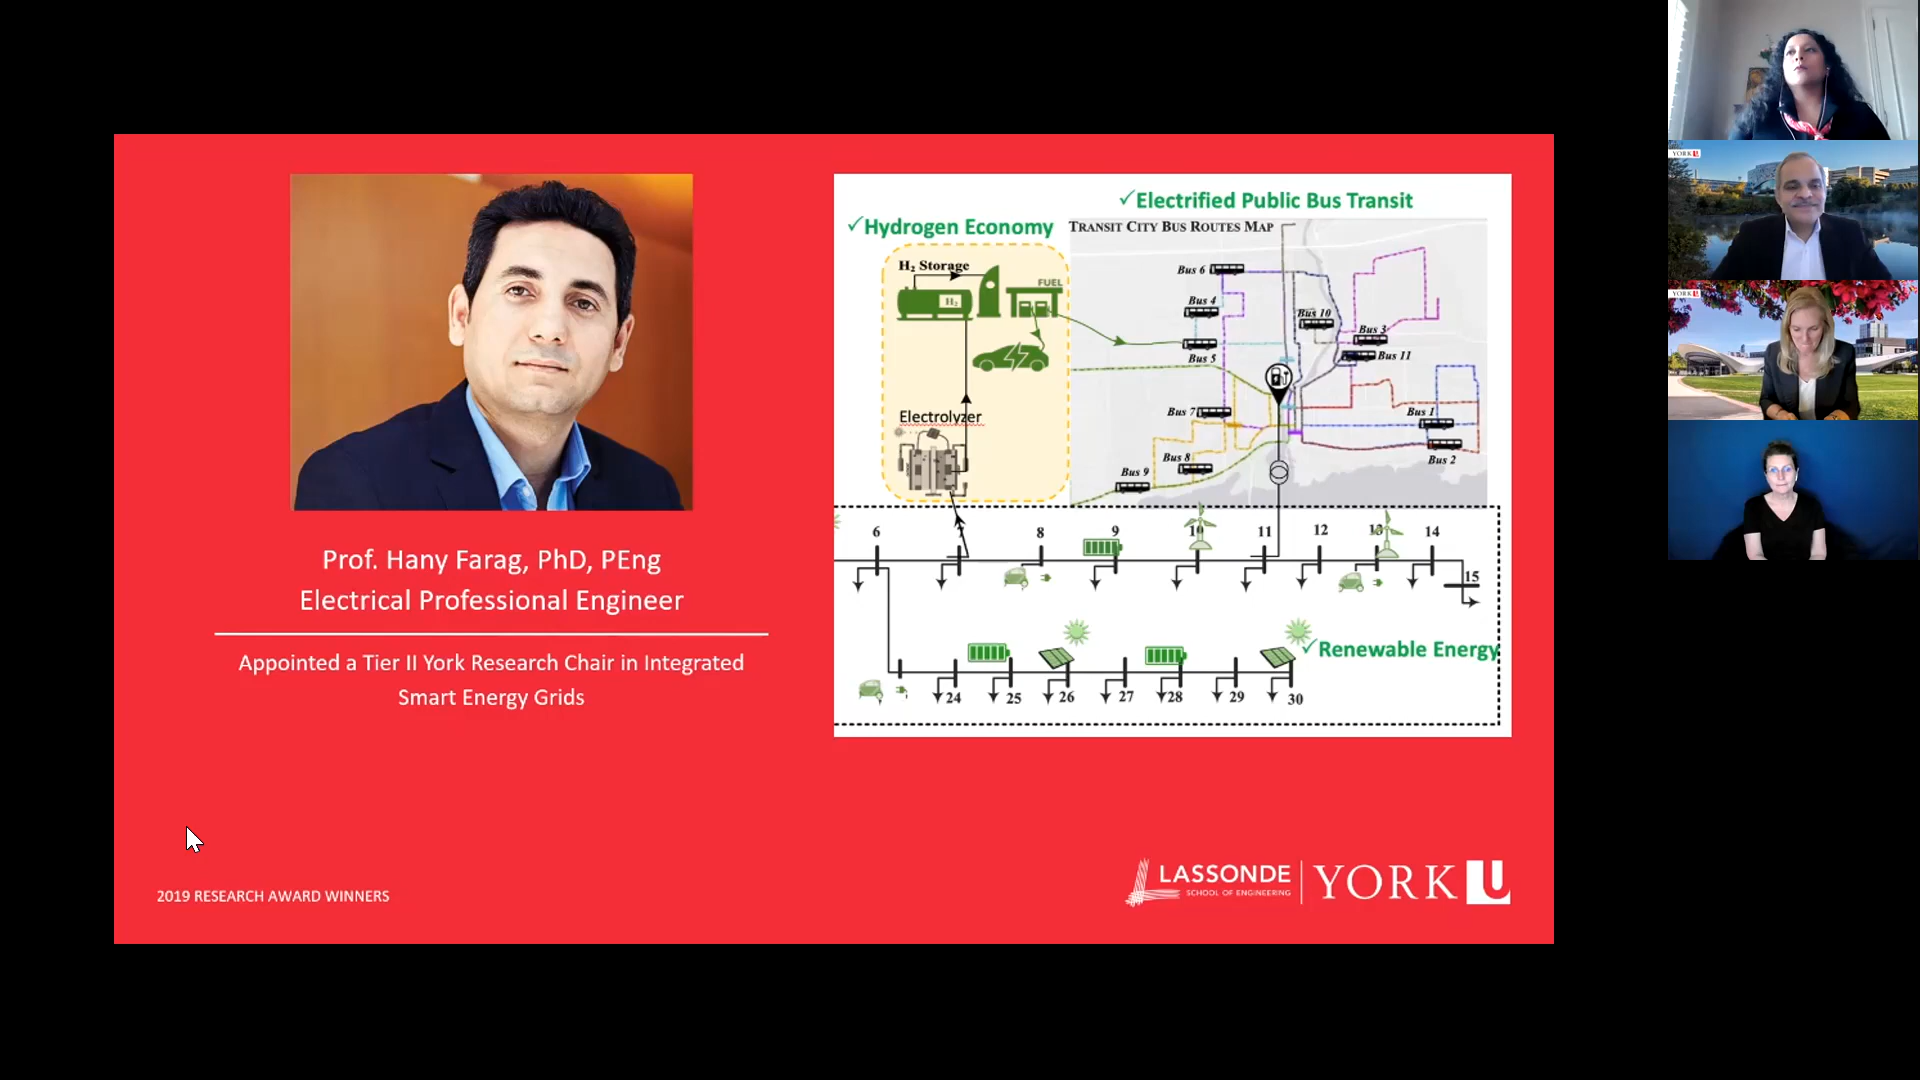 Prof. Hany Farag, PhD, PEng
Electrical Professional Engineer
Appointed a Tier II York Research Chair in Integrated
Smart Energy Grids
✓Electrified Public Bus Transit
✓Hydrogen Economy
TRANSIT CITY BUS ROUTES MAP
H₂ Storage
FUEL
H₂
Electrolyzer
Bus 6
Bus 4
Bus 10
Bus 3
Bus 5
Bus 11
Bus 7
Bus 1
Bus 8
Bus 2
Bus 9
6
7
8
9
10
11
12
13
14
15
✓Renewable Energy
24
25
26
27
28
29
30
2019 RESEARCH AWARD WINNERS
LASSONDE
SCHOOL OF ENGINEERING
YORK U
YORK U
YORK U